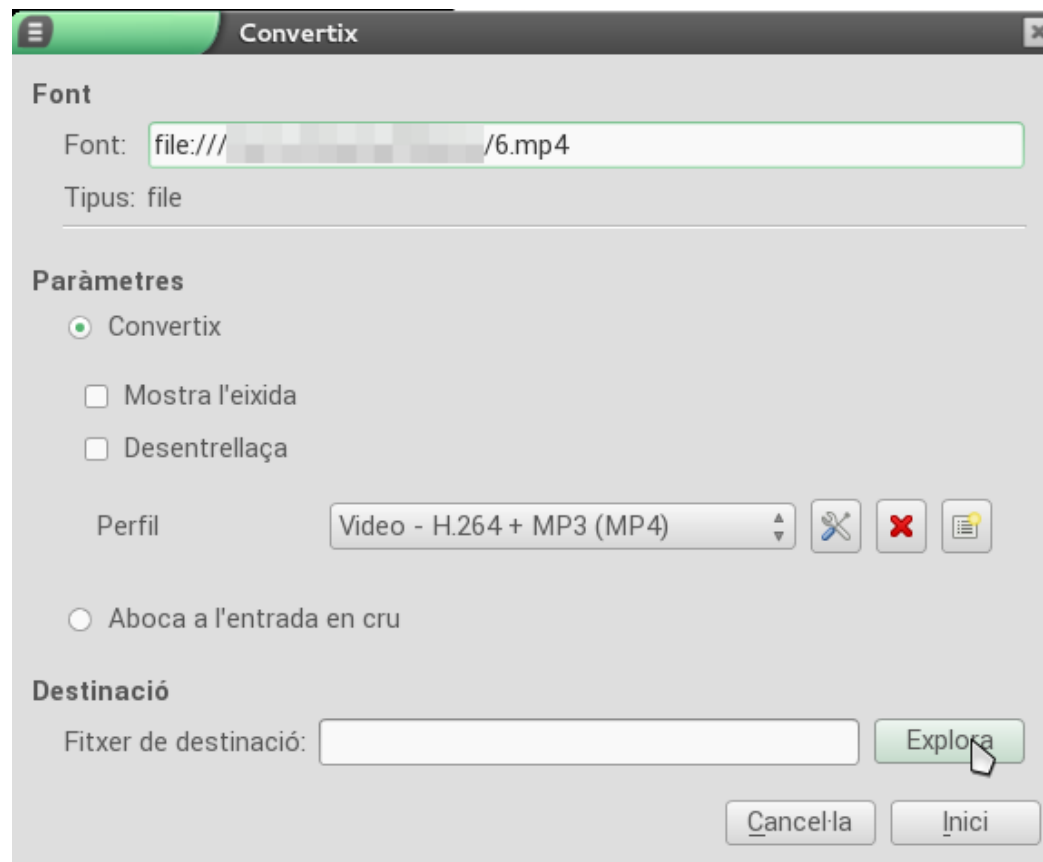 Convertix
Font
Font: file:/// /6.mp4
Tipus: file
Paràmetres
Convertix
Mostra l'eixida
Desentrellaça
Perfil Video - H.264 + MP3 (MP4)
Aboca a l'entrada en cru
Destinació
Fitxer de destinació: Explora
Cancel·la Inici